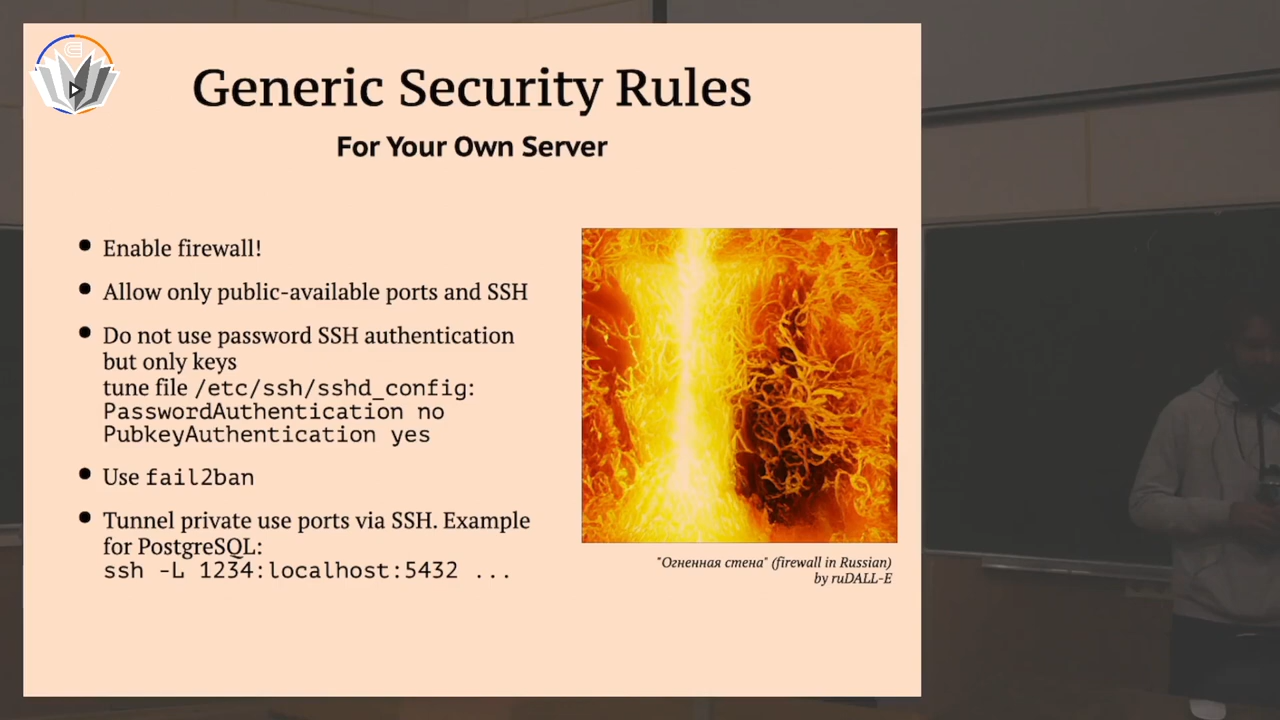 Generic Security Rules
For Your Own Server
Enable firewall!
Allow only public-available ports and SSH
Do not use password SSH authentication
but only keys
tune file /etc/ssh/sshd_config:
PasswordAuthentication no
PubkeyAuthentication yes
Use fail2ban
Tunnel private use ports via SSH. Example
for PostgreSQL:
ssh -L 1234:localhost:5432 ...
"Огненная стена" (firewall in Russian)
by ruDALL-E